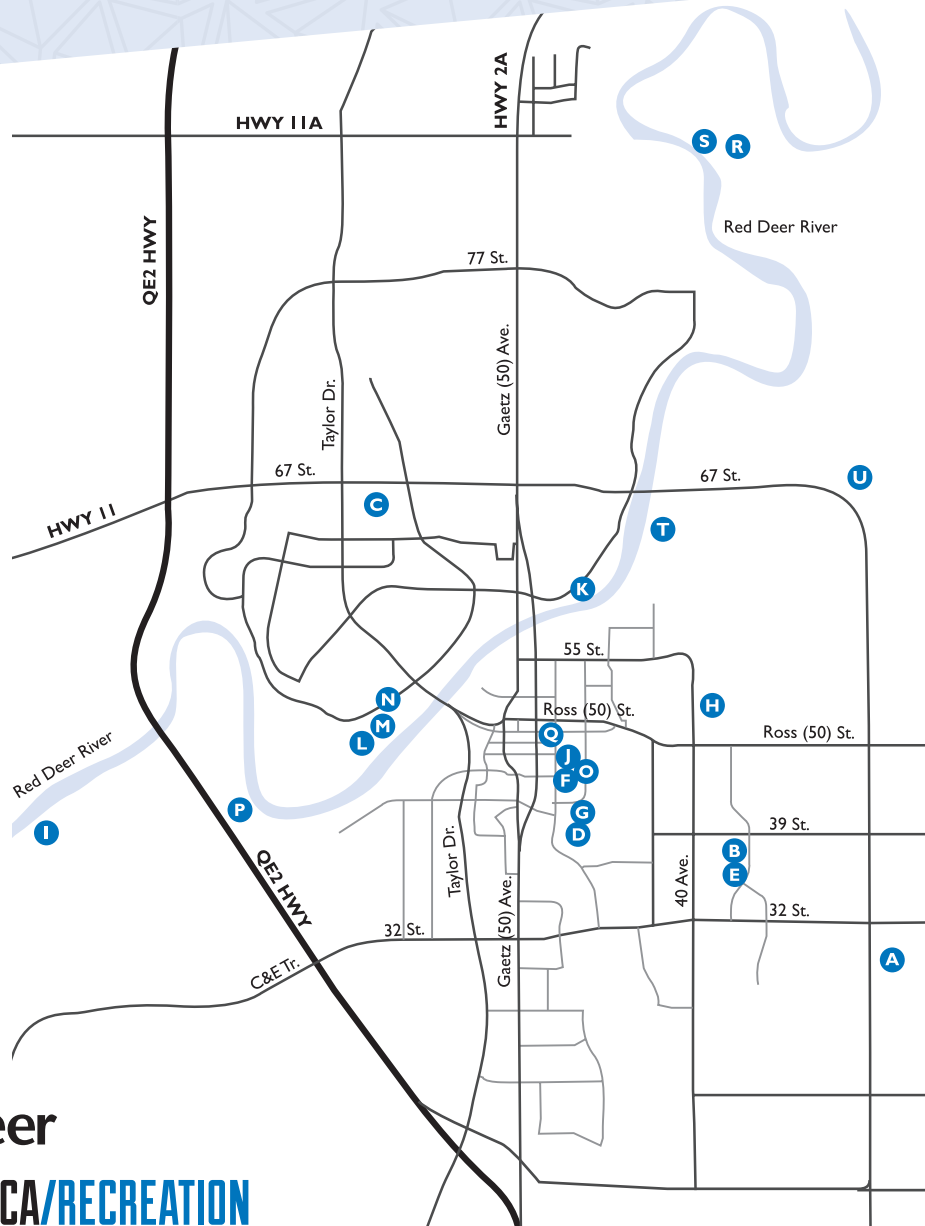 HWY 2A
HWY 11A
S
R
QE2 HWY
Red Deer River
77 St.
Gaetz (50) Ave.
Taylor Dr.
67 St.
67 St.
U
C
HWY 11
T
K
55 St.
N
H
M
Ross (50) St.
L
Q
Ross (50) St.
Red Deer River
J
O
F
P
G
39 St.
I
D
B
Taylor Dr.
40 Ave.
E
QE2 HWY
32 St.
Gaetz (50) Ave.
32 St.
A
C&E Tr.
eer
CA/RECREATION